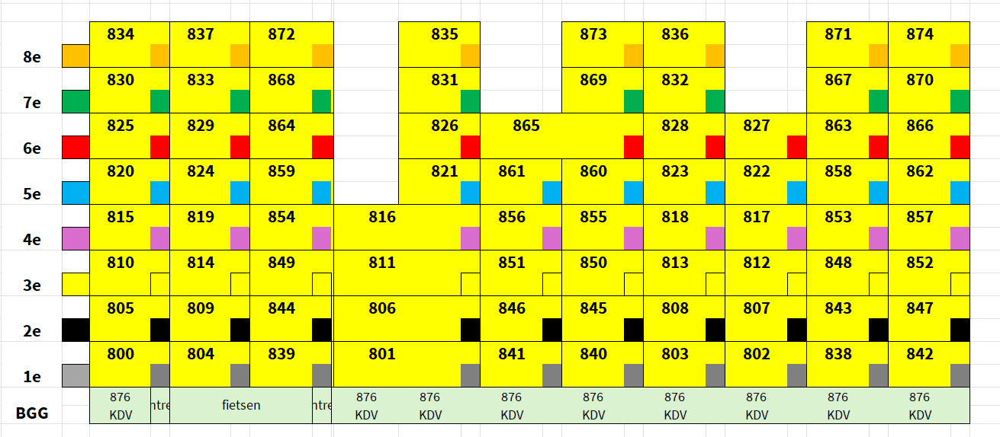 834 837 872 835 873 836 871 874
8e
830 833 868 831 869 832 867 870
7e
825 829 864 826 865 828 827 863 866
6e
820 824 859 821 861 860 823 822 858 862
5e
815 819 854 816 856 855 818 817 853 857
4e
810 814 849 811 851 850 813 812 848 852
3e
805 809 844 806 846 845 808 807 843 847
2e
800 804 839 801 841 840 803 802 838 842
1e
876 876 876 876 876 876 876 876 876
ntre fietsen ntre
BGG KDV KDV KDV KDV KDV KDV KDV KDV KDV